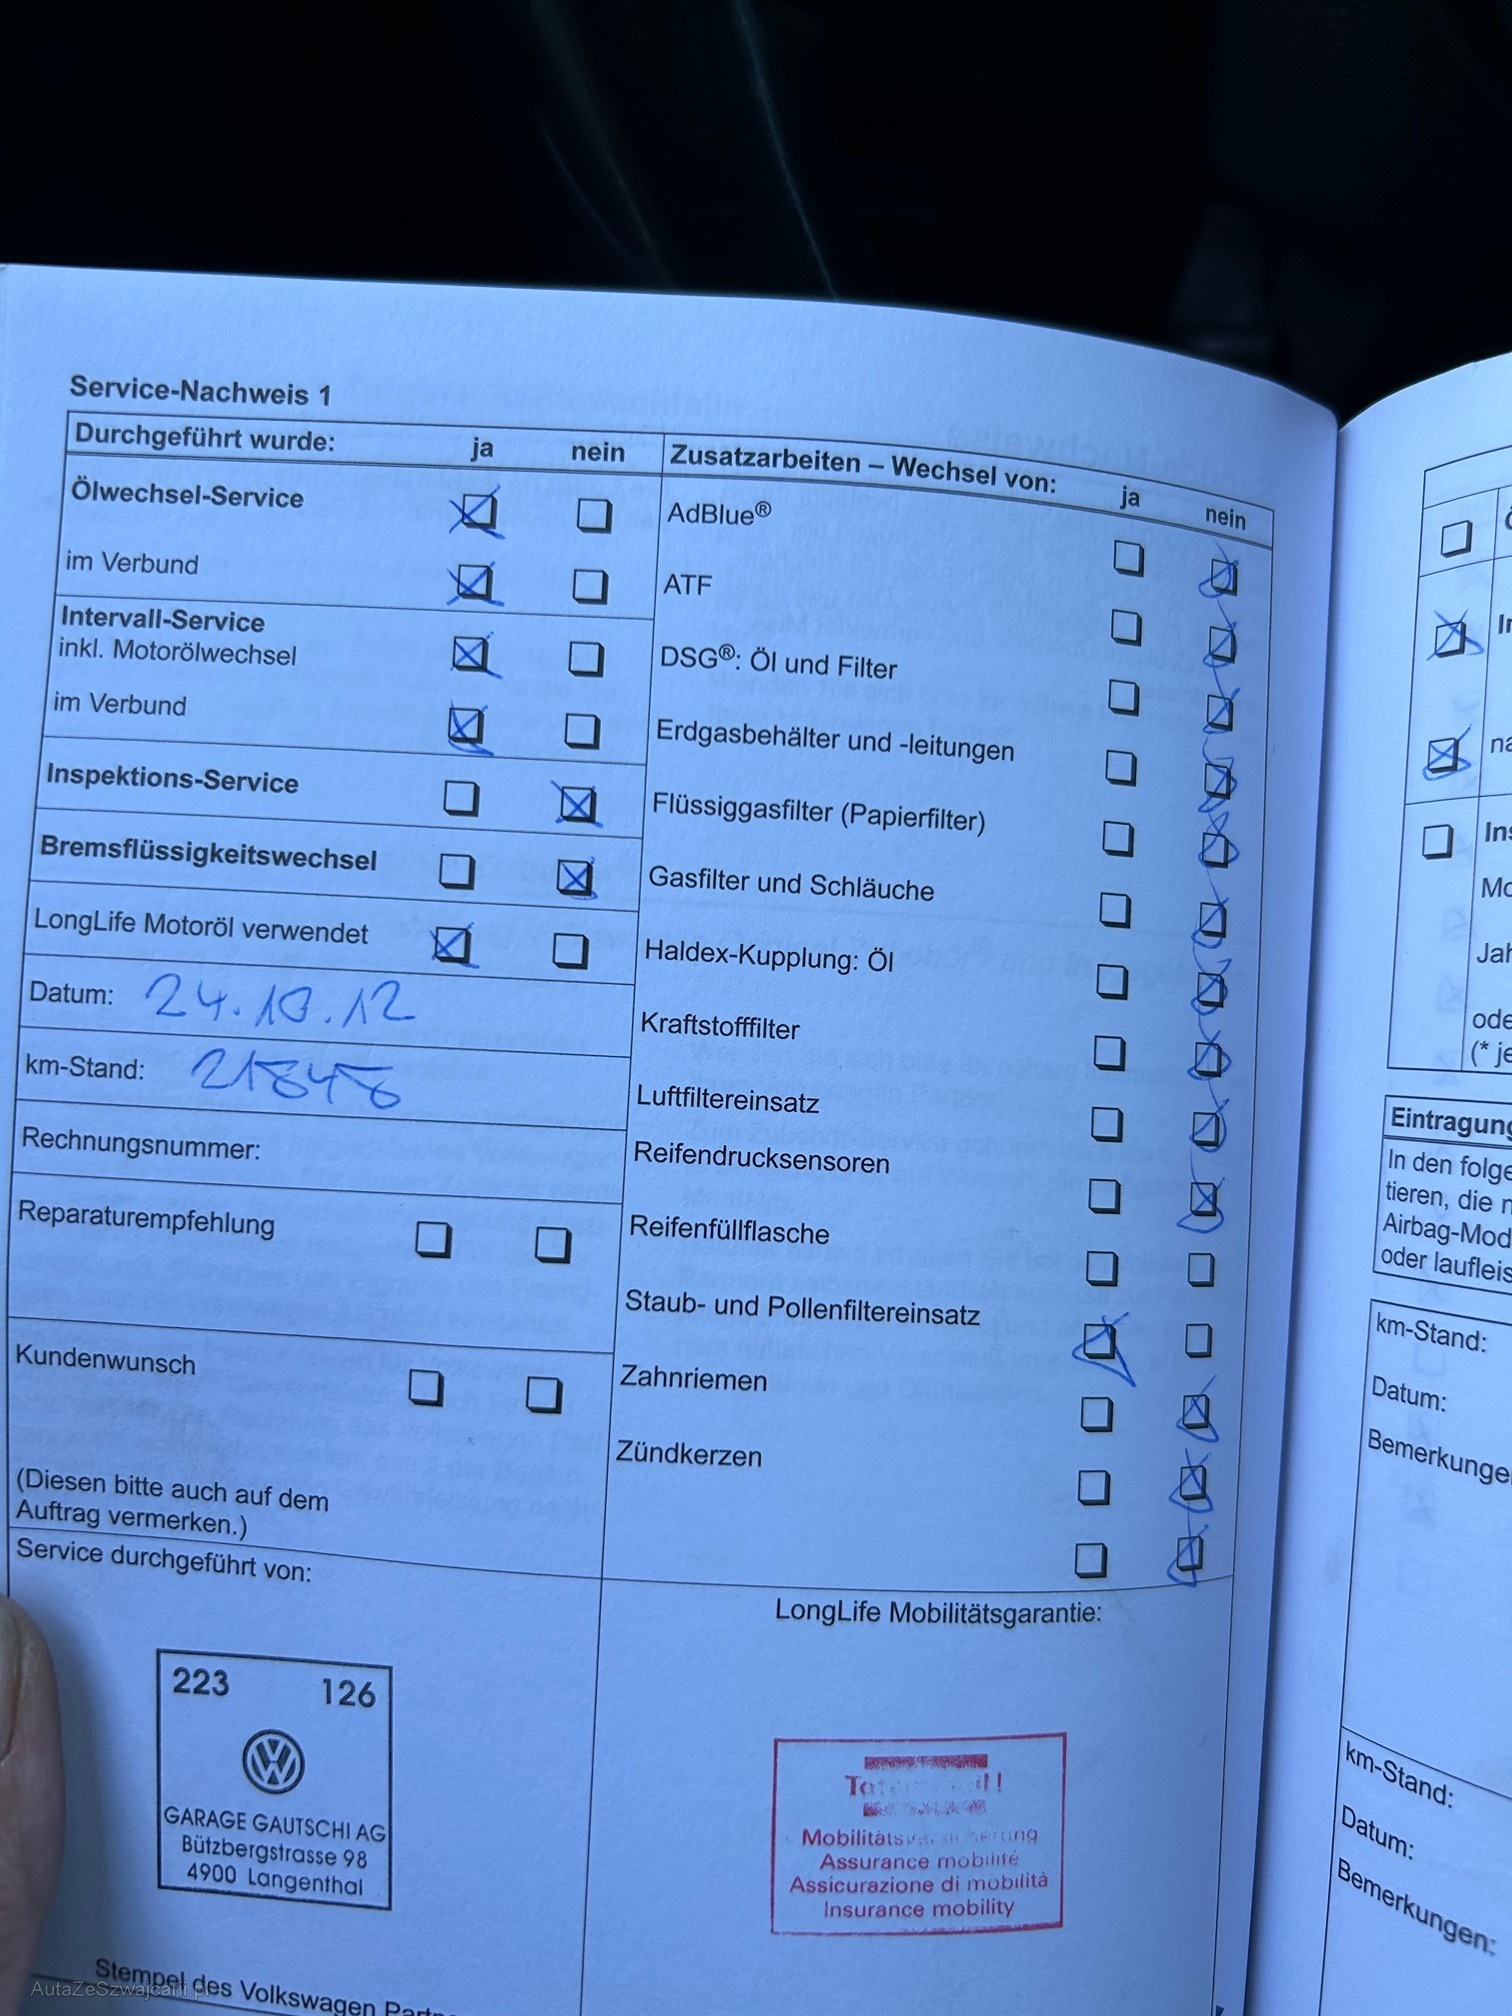 Service-Nachweis 1
Durchgeführt wurde: ja nein
Ölwechsel-Service
im Verbund
Intervall-Service
inkl. Motorölwechsel
im Verbund
Inspektions-Service
Bremsflüssigkeitswechsel
LongLife Motoröl verwendet
Datum: 24.10.12
km-Stand: 21848
Rechnungsnummer:
Reparaturempfehlung
Kundenwunsch
(Diesen bitte auch auf dem
Auftrag vermerken.)
Service durchgeführt von:
223 126
GARAGE GAUTSCHI AG
Bützbergstrasse 98
4900 Langenthal
Stempel des Volkswagen
Zusatzarbeiten – Wechsel von: ja nein
AdBlue®
ATF
DSG®: Öl und Filter
Erdgasbehälter und -leitungen
Flüssiggasfilter (Papierfilter)
Gasfilter und Schläuche
Haldex-Kupplung: Öl
Kraftstofffilter
Luftfiltereinsatz
Reifendrucksensoren
Reifenfüllflasche
Staub- und Pollenfiltereinsatz
Zahnriemen
Zündkerzen
LongLife Mobilitätsgarantie:
Mobilitätsversicherung
Assurance mobilité
Assicurazione di mobilità
Insurance mobility
Eintragung
In den folge
tieren, die n
Airbag-Mod
oder laufleis
km-Stand:
Datum:
Bemerkunge
km-Stand:
Datum:
Bemerkungen:
AutaZeSzwajcarii.pl